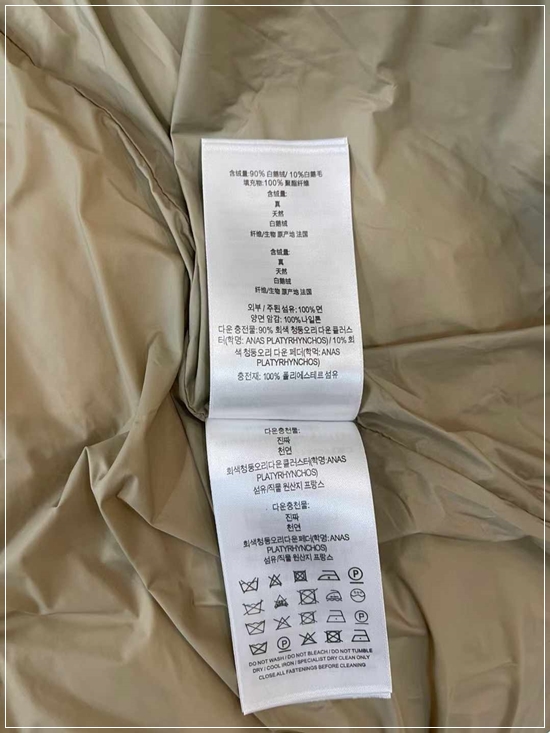 含绒量: 90% 白鹅绒/ 10%白鹅毛
填充物: 100% 聚脂纤维
含绒量:
真
天然
白鹅绒
纤维/生物 原产地 法国
含绒量:
真
天然
白鹅绒
纤维/生物 原产地 法国
외부 / 주된 섬유: 100% 면
양면 암감: 100%나일론
다운 충전물: 90% 회색 청둥오리 다운 클러스
터(학명: ANAS PLATYRHYNCHOS) / 10% 회
색 청둥오리 다운 페더 (학명: ANAS
PLATYRHYNCHOS)
충전재: 100% 폴리에스테르 섬유
다운충전물:
진짜
천연
회색청둥오리다운 클러스터(학명:ANAS
PLATYRHYNCHOS)
섬유/직물 원산지 프랑스
다운충전물:
진짜
천연
회색청둥오리다운 페더(학명:ANAS
PLATYRHYNCHOS)
섬유/직물 원산지 프랑스
DO NOT WASH / DO NOT BLEACH / DO NOT TUMBLE
DRY / COOL IRON / SPECIALIST DRY CLEAN ONLY
CLOSE ALL FASTENINGS BEFORE CLEANING